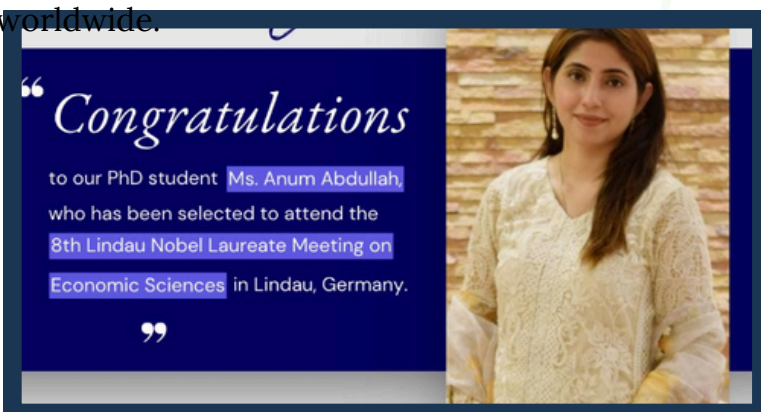 worldwide.
“
Congratulations
to our PhD student Ms. Anum Abdullah,
who has been selected to attend the
8th Lindau Nobel Laureate Meeting on
Economic Sciences in Lindau, Germany.
”